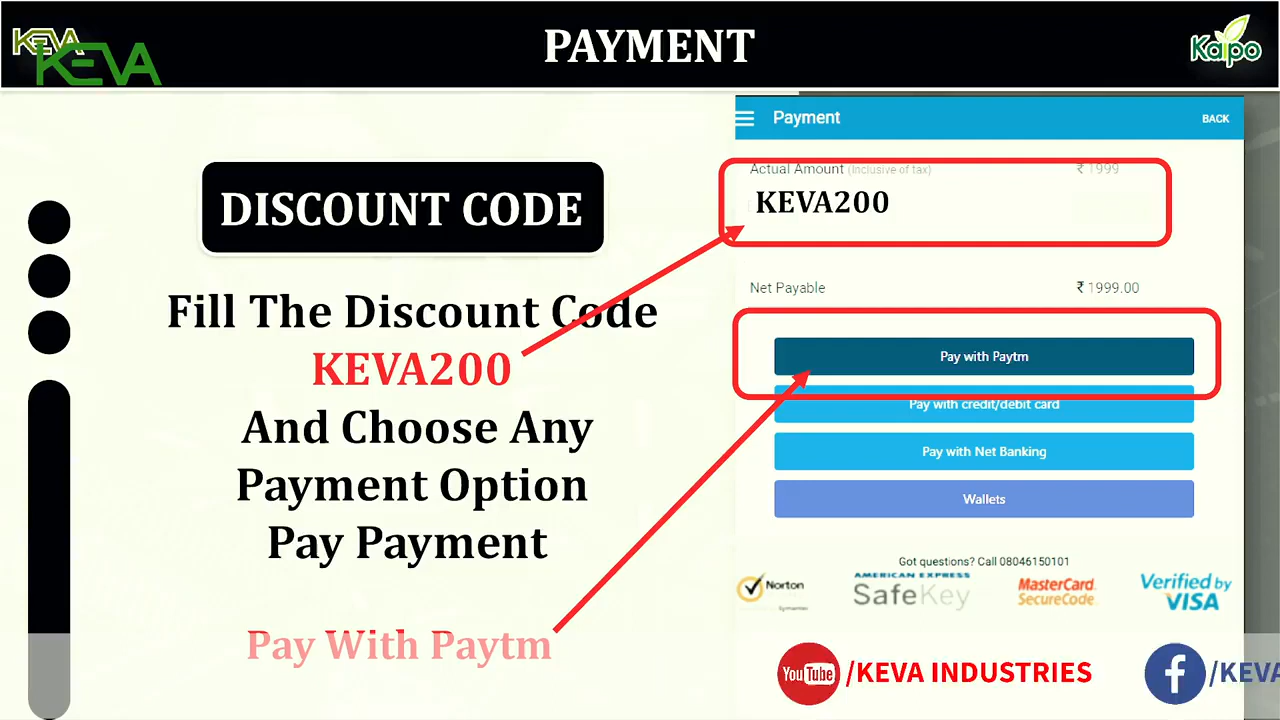 KEVA
KEVA
PAYMENT
Kaipo
Payment
BACK
DISCOUNT CODE
Actual Amount (Inclusive of tax)
₹ 1999
KEVA200
Fill The Discount Code
KEVA200
And Choose Any
Payment Option
Pay Payment
Pay With Paytm
Net Payable
₹ 1999.00
Pay with Paytm
Pay with credit/debit card
Pay with Net Banking
Wallets
Got questions? Call 08046150101
Norton
AMERICAN EXPRESS
SafeKey
MasterCard
SecureCode
Verified by
VISA
YouTube /KEVA INDUSTRIES
f /KEVA